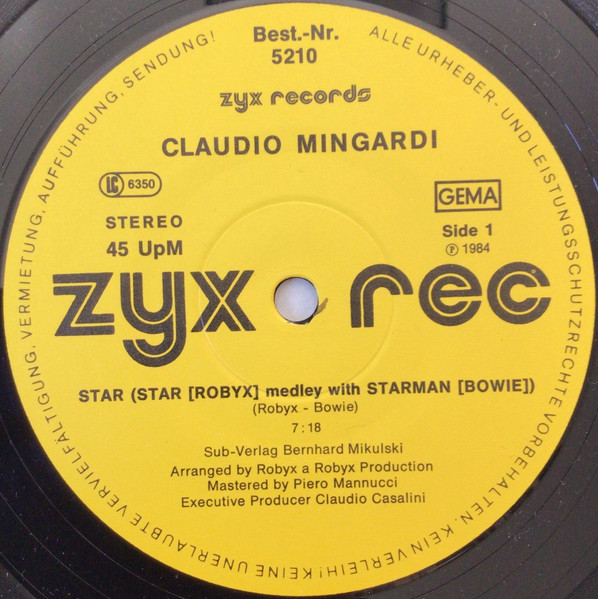 Best.-Nr.
5210
zyx records
CLAUDIO MINGARDI
LC 6350
GEMA
STEREO
45 UpM
Side 1
℗ 1984
zyx rec
STAR (STAR [ROBYX] medley with STARMAN [BOWIE])
(Robyx - Bowie)
7:18
Sub-Verlag Bernhard Mikulski
Arranged by Robyx a Robyx Production
Mastered by Piero Mannucci
Executive Producer Claudio Casalini
ALLE URHEBER- UND LEISTUNGSSCHUTZRECHTE VORBEHALTEN. KEIN VERLEIH! KEINE UNERLAUBTE VERVIELFÄLTIGUNG, VERMIETUNG, AUFFÜHRUNG, SENDUNG!